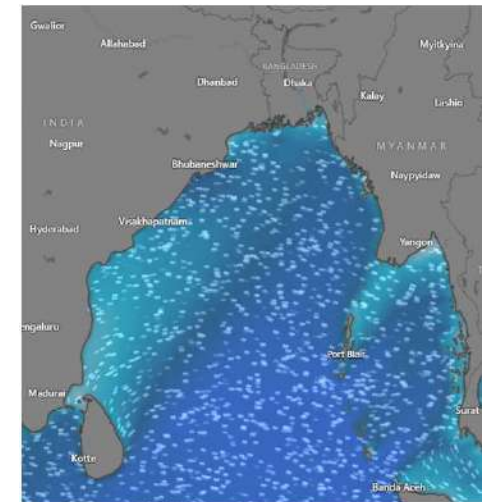 Gwalior
Allahabad
Myitkyina
BANGLADESH
Dhanbad
Dhaka
Kalay
Lashio
INDIA
Nagpur
MYANMAR
Bhubaneshwar
Naypyidaw
Visakhapatnam
Hyderabad
Yangon
engaluru
Port Blair
Madurai
Surat
Kotte
Banda Aceh